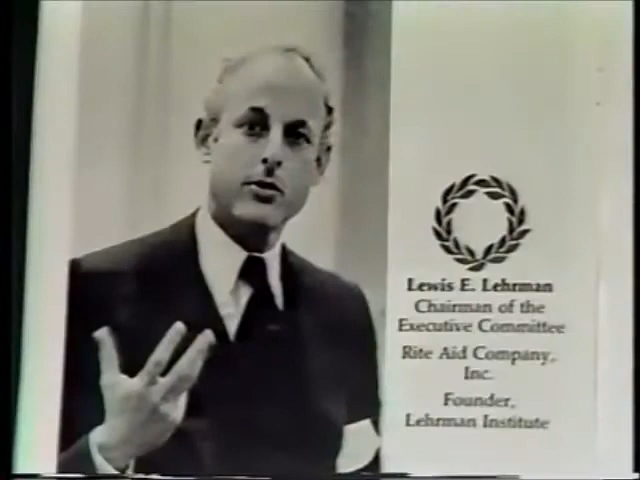 Lewis E. Lehrman
Chairman of the
Executive Committee
Rite Aid Company,
Inc.
Founder,
Lehrman Institute